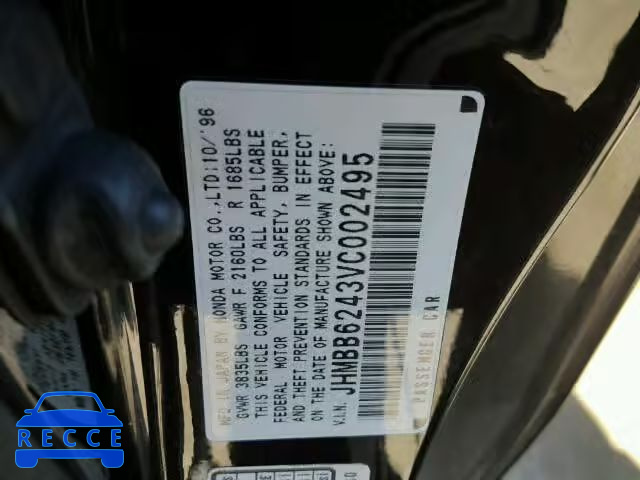 MFD IN JAPAN BY HONDA MOTOR CO.,LTD:10/'96
GVWR 3835LBS GAWR F 2160LBS R 1685LBS
THIS VEHICLE CONFORMS TO ALL APPLICABLE
FEDERAL MOTOR VEHICLE SAFETY, BUMPER,
AND THEFT PREVENTION STANDARDS IN EFFECT
ON THE DATE OF MANUFACTURE SHOWN ABOVE:
V.I.N. JHMBB6243VC002495
PASSENGER CAR
RECCE